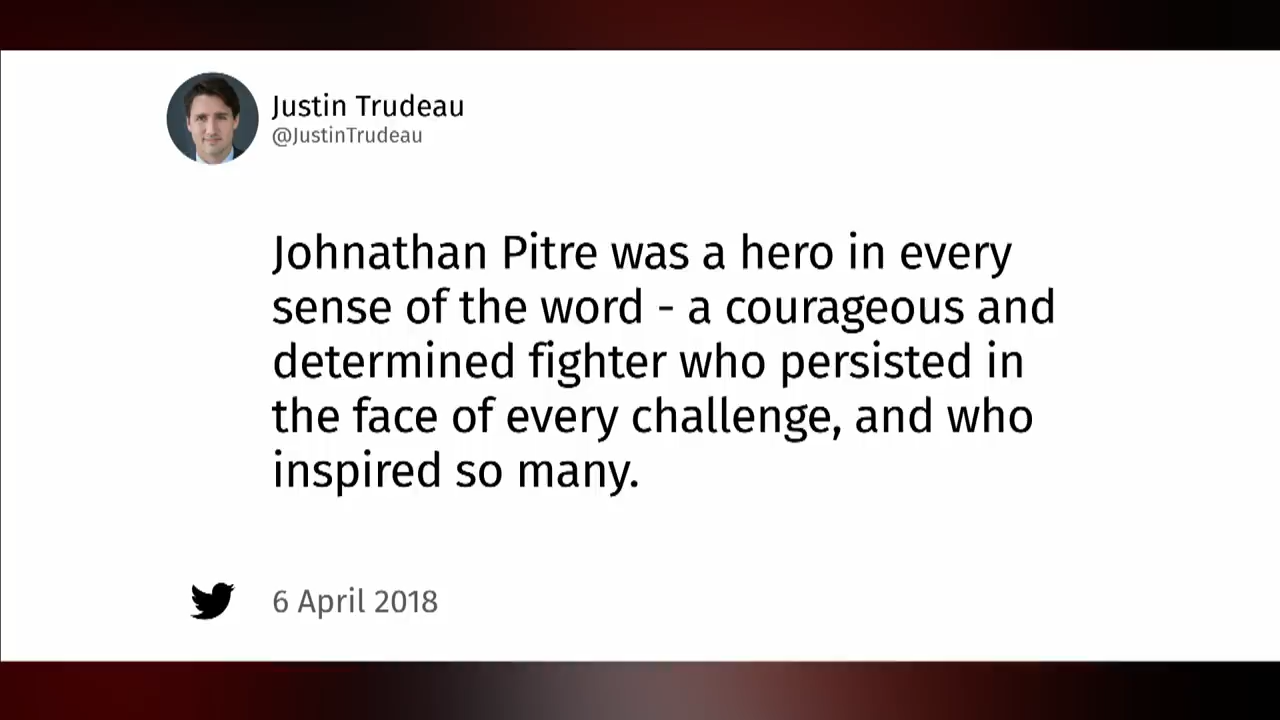 Justin Trudeau
@JustinTrudeau
Johnathan Pitre was a hero in every
sense of the word - a courageous and
determined fighter who persisted in
the face of every challenge, and who
inspired so many.
6 April 2018